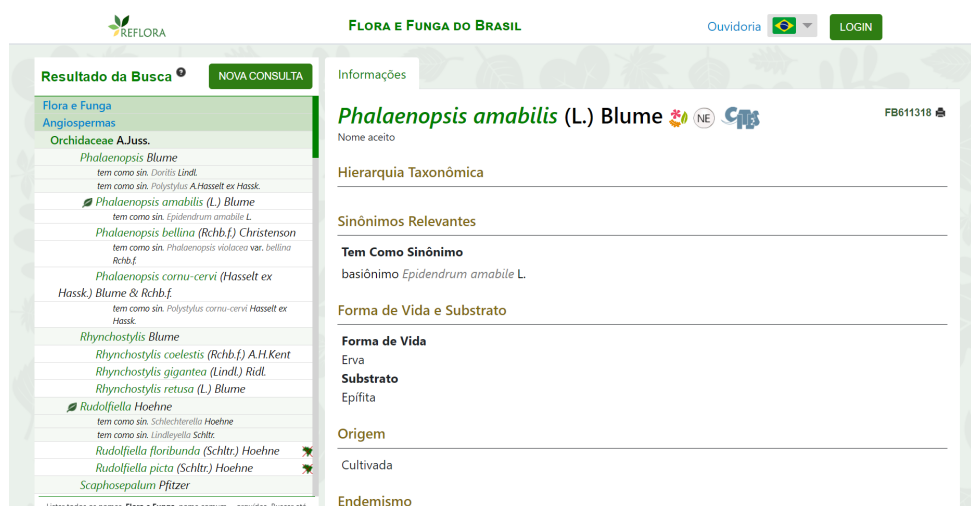 REFLORA
FLORA E FUNGA DO BRASIL
Ouvidoria
LOGIN
Resultado da Busca ?
NOVA CONSULTA
Flora e Funga
Angiospermas
Orchidaceae A.Juss.
Phalaenopsis Blume
tem como sin. Doritis Lindl.
tem como sin. Polystylus A.Hasselt ex Hassk.
Phalaenopsis amabilis (L.) Blume
tem como sin. Epidendrum amabile L.
Phalaenopsis bellina (Rchb.f.) Christenson
tem como sin. Phalaenopsis violacea var. bellina
Rchb.f.
Phalaenopsis cornu-cervi (Hasselt ex
Hassk.) Blume & Rchb.f.
tem como sin. Polystylus cornu-cervi Hasselt ex
Hassk.
Rhynchostylis Blume
Rhynchostylis coelestis (Rchb.f.) A.H.Kent
Rhynchostylis gigantea (Lindl.) Ridl.
Rhynchostylis retusa (L.) Blume
Rudolfiella Hoehne
tem como sin. Schlechterella Hoehne
tem como sin. Lindleyella Schltr.
Rudolfiella floribunda (Schltr.) Hoehne
Rudolfiella picta (Schltr.) Hoehne
Scaphosepalum Pfitzer
Informações
Phalaenopsis amabilis (L.) Blume NE CITES
FB611318
Nome aceito
Hierarquia Taxonômica
Sinônimos Relevantes
Tem Como Sinônimo
basiônimo Epidendrum amabile L.
Forma de Vida e Substrato
Forma de Vida
Erva
Substrato
Epífita
Origem
Cultivada
Endemismo